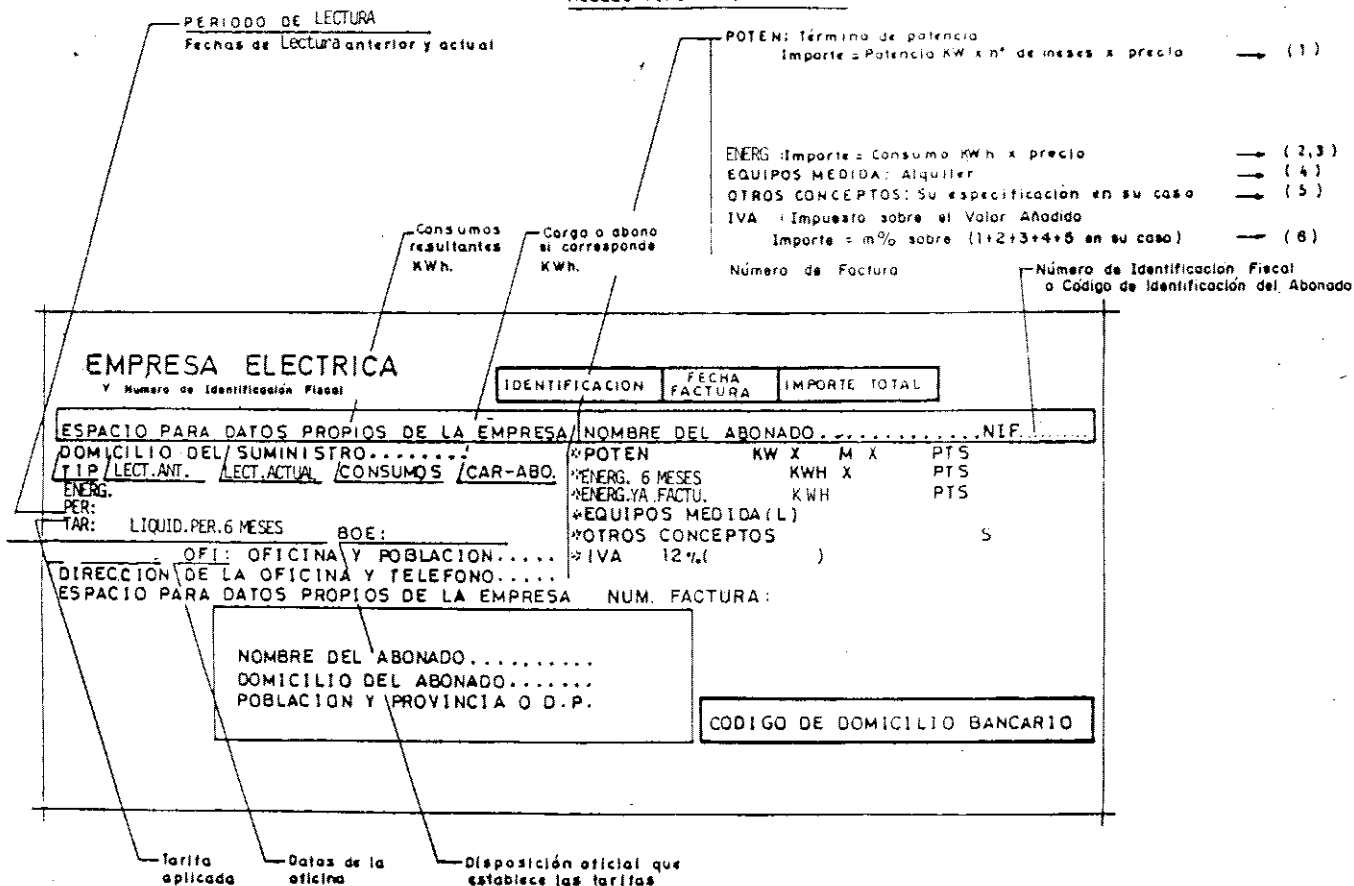 PERIODO DE LECTURA
Fechas de Lectura anterior y actual
POTEN: Término de potencia
Importe = Potencia KW x nº de meses x precio → (1)
ENERG :Importe = Consumo KWh x precio → (2,3)
EQUIPOS MEDIDA: Alquiler → (4)
OTROS CONCEPTOS: Su especificación en su caso → (5)
IVA : Impuesto sobre el Valor Añadido
Importe = m% sobre (1+2+3+4+5 en su caso) → (6)
Consumos resultantes KWh.
Cargo o abono si corresponde KWh.
Número de Factura
Número de Identificación Fiscal
o Código de Identificación del Abonado
EMPRESA ELECTRICA
Y Numero de Identificación Fiscal
IDENTIFICACION
FECHA FACTURA
IMPORTE TOTAL
ESPACIO PARA DATOS PROPIOS DE LA EMPRESA
NOMBRE DEL ABONADO..............NIF.......
DOMICILIO DEL SUMINISTRO........
TIP LECT.ANT. LECT.ACTUAL CONSUMOS CAR-ABO.
ENERG.
PER:
TAR: LIQUID.PER.6 MESES BOE:
OFI: OFICINA Y POBLACION.....
DIRECCION DE LA OFICINA Y TELEFONO.....
ESPACIO PARA DATOS PROPIOS DE LA EMPRESA
*POTEN KW X M X PTS
*ENERG. 6 MESES KWH X PTS
*ENERG.YA.FACTU. KWH PTS
*EQUIPOS MEDIDA(L)
*OTROS CONCEPTOS S
*IVA 12%( )
NUM. FACTURA:
NOMBRE DEL ABONADO..........
DOMICILIO DEL ABONADO.......
POBLACION Y PROVINCIA O D.P.
CODIGO DE DOMICILIO BANCARIO
Tarifa aplicada
Datos de la oficina
Disposición oficial que establece las tarifas